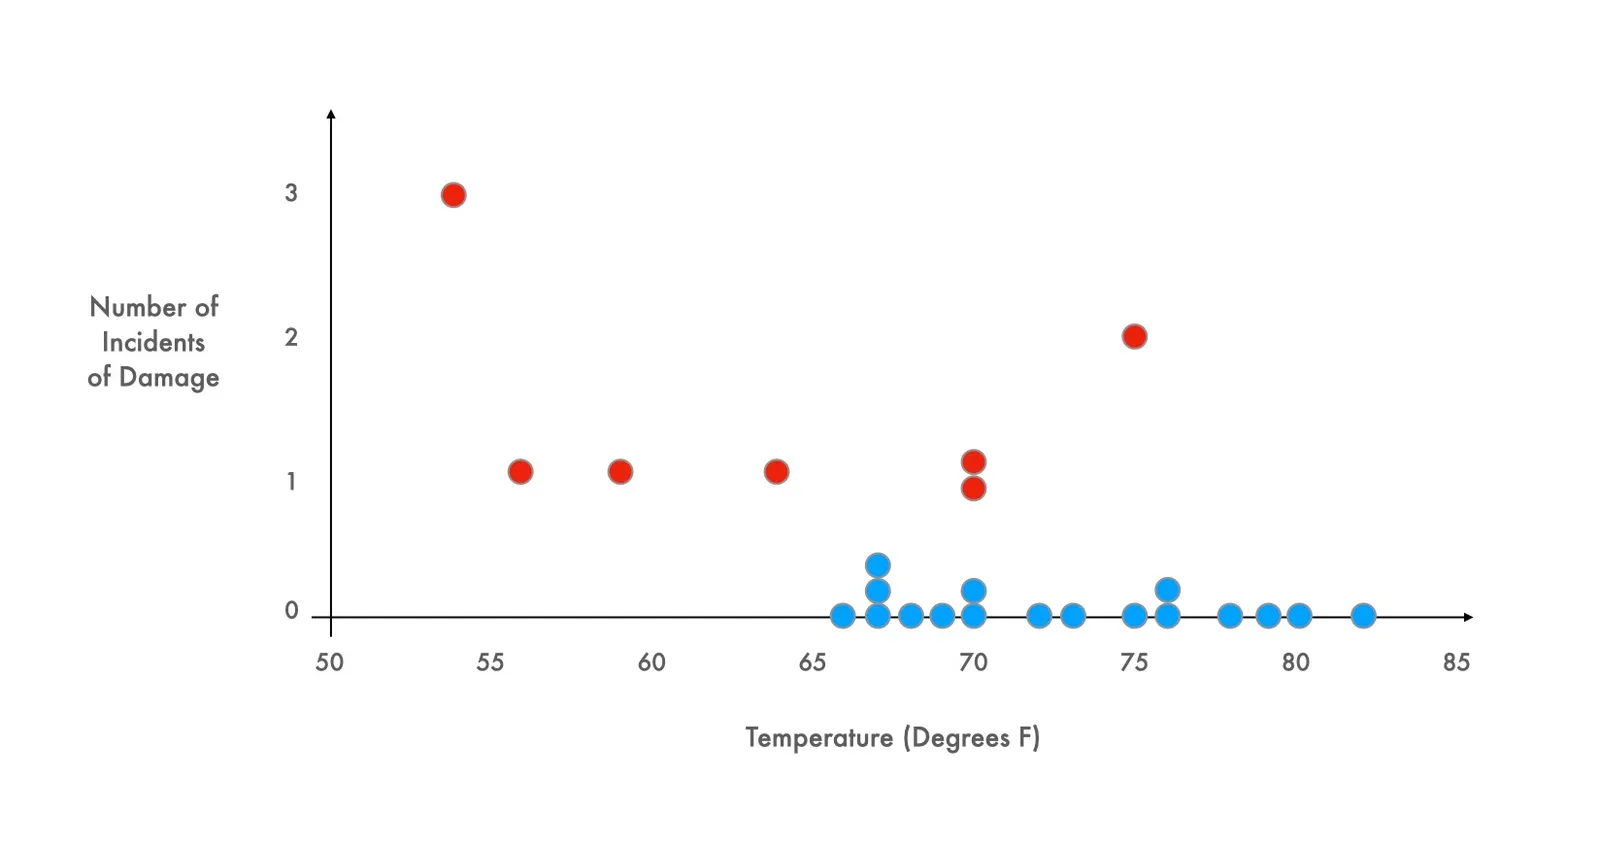 3
Number of
Incidents
of Damage
2
1
0
50 55 60 65 70 75 80 85
Temperature (Degrees F)